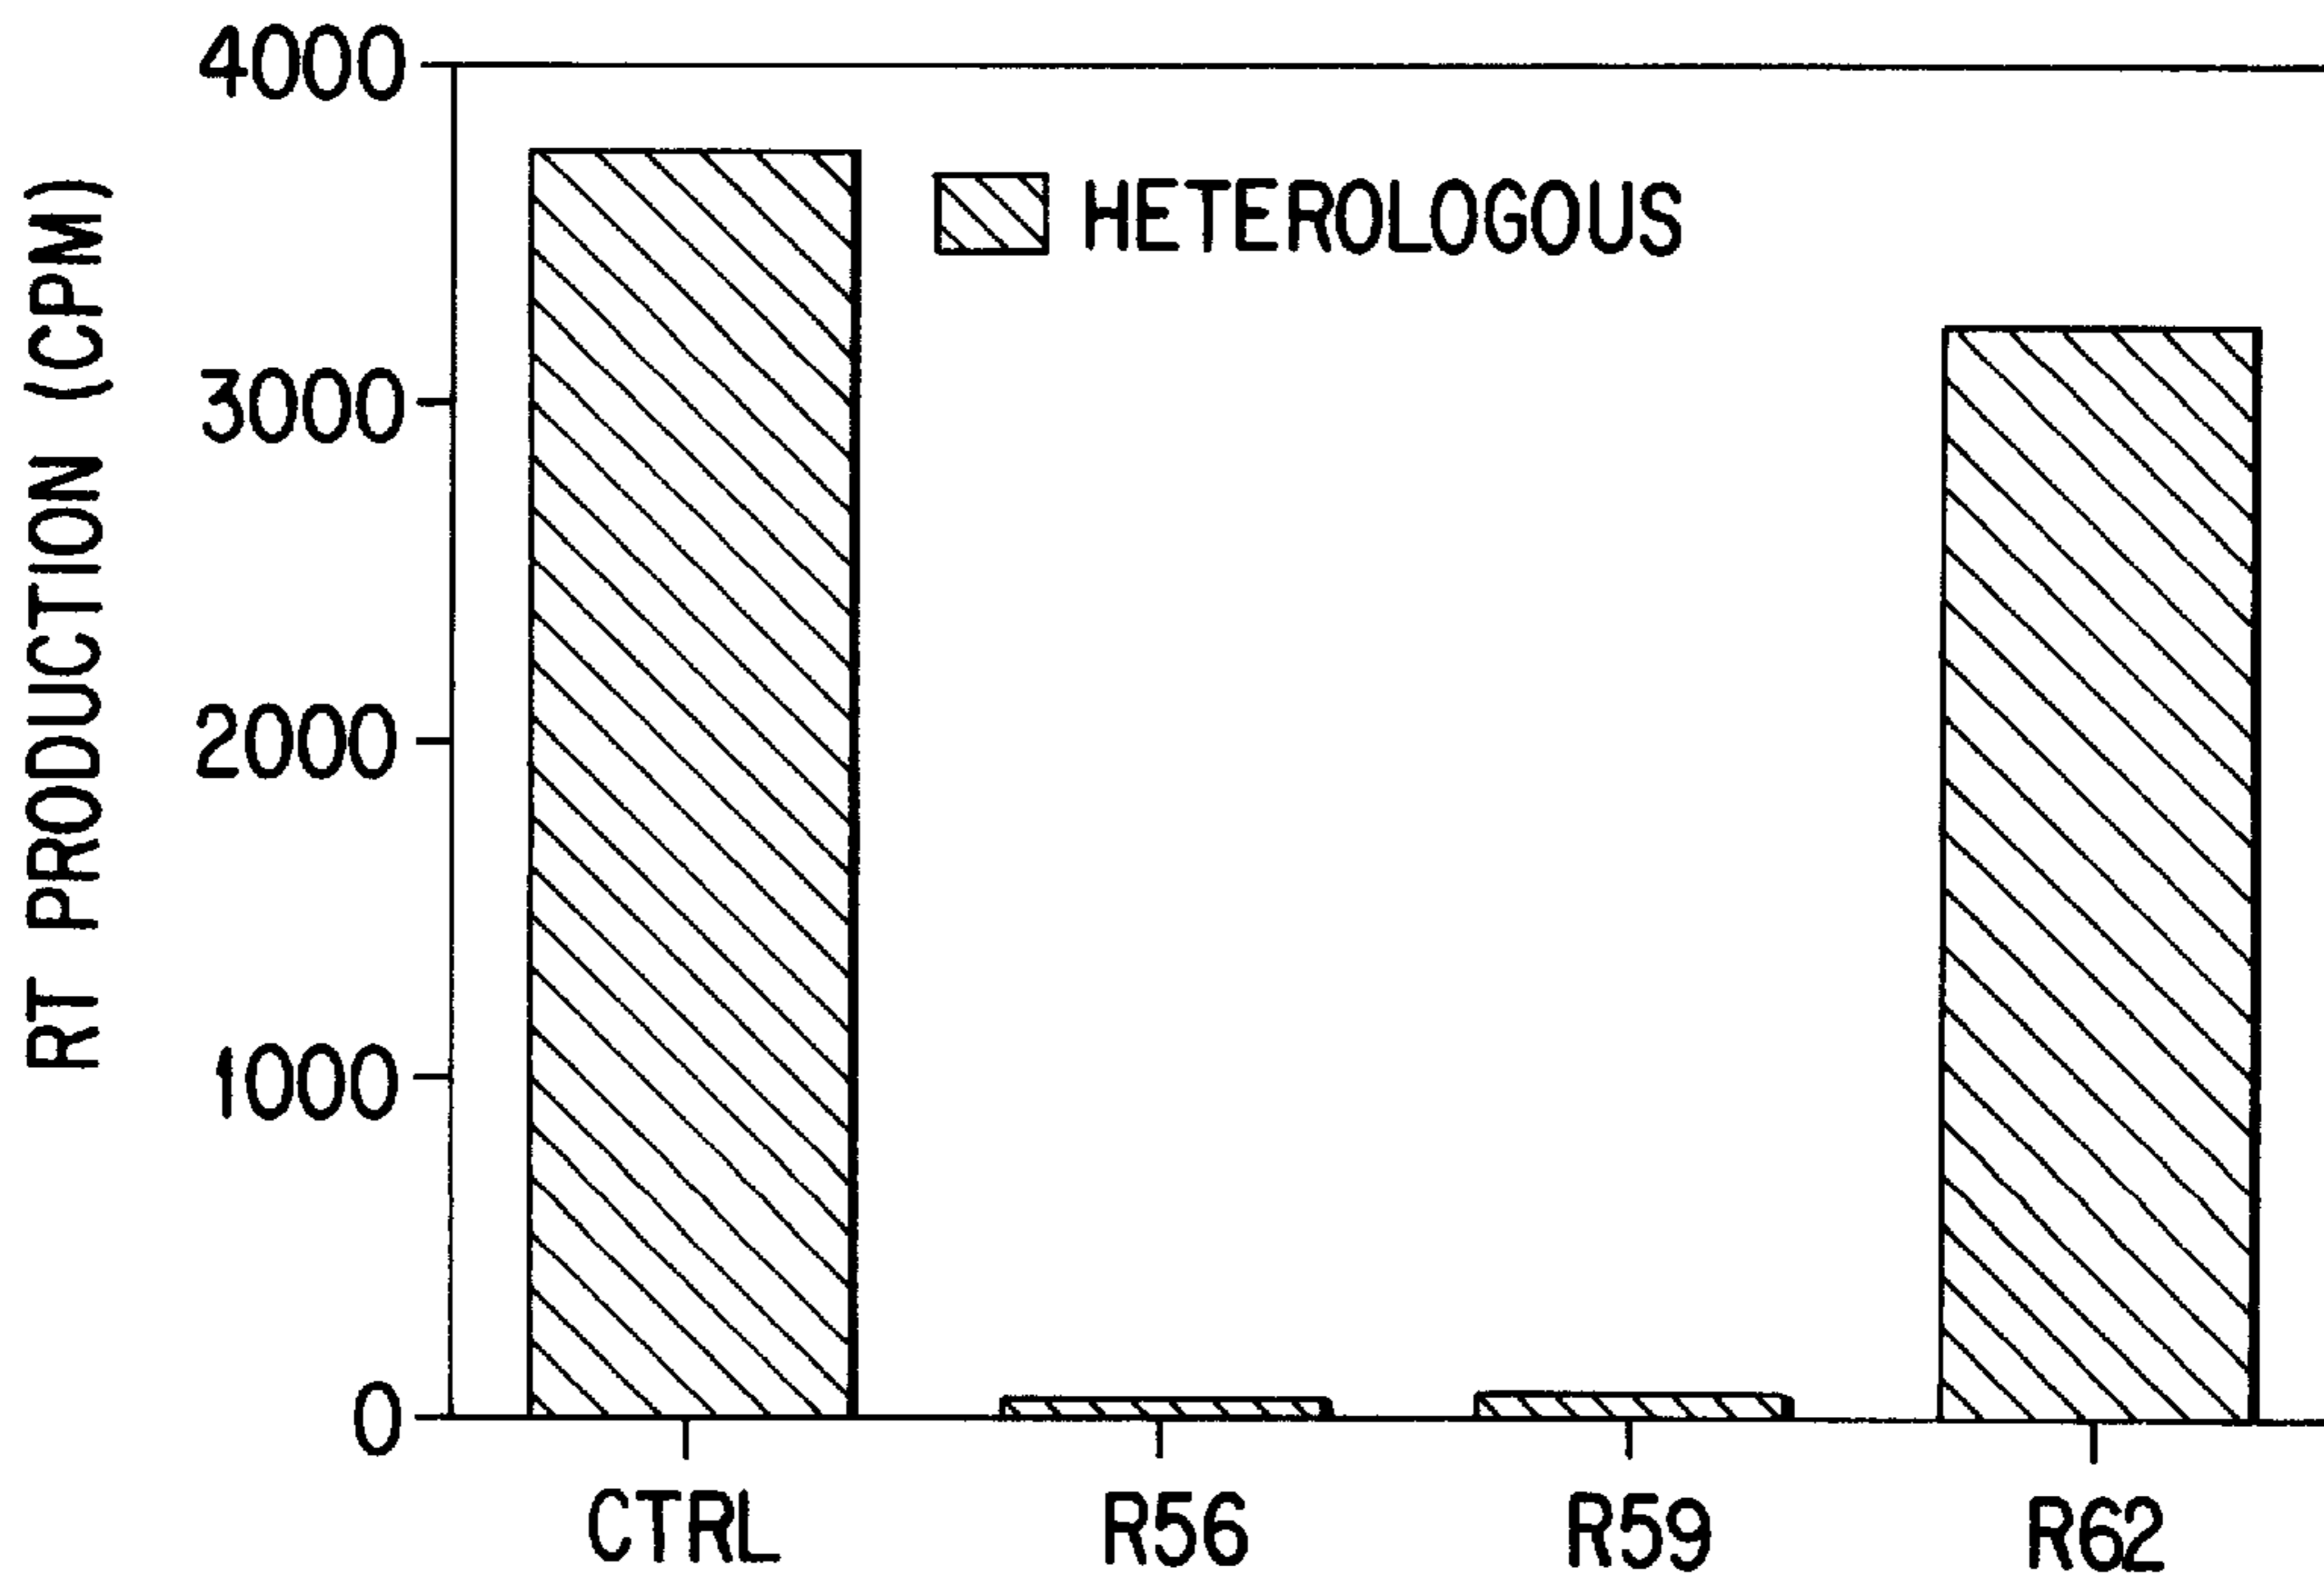 RT PRODUCTION (CPM)
4000
3000
2000
1000
0
HETEROLOGOUS
CTRL R56 R59 R62